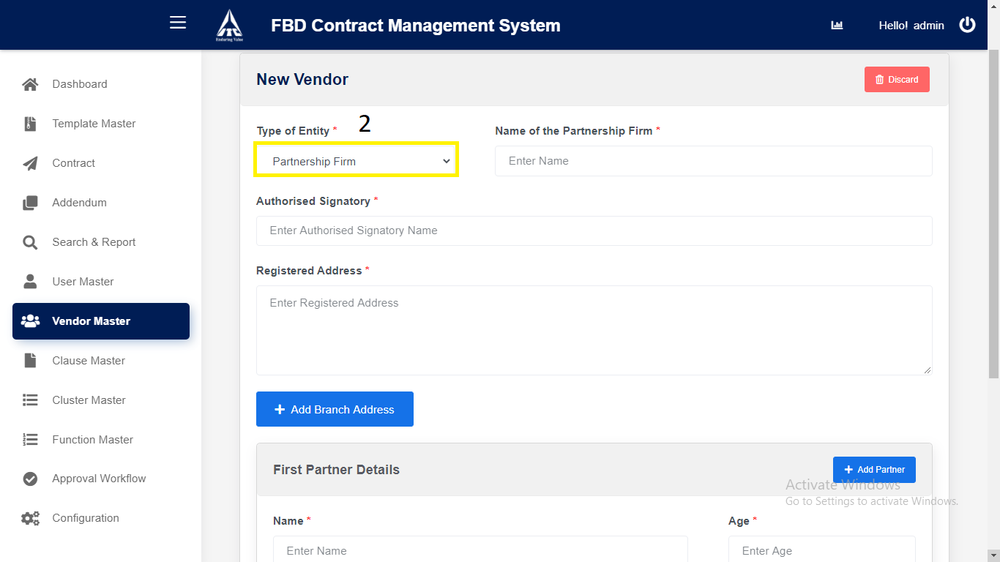 FBD Contract Management System
Hello! admin
Enduring Value
Dashboard
Template Master
Contract
Addendum
Search & Report
User Master
Vendor Master
Clause Master
Cluster Master
Function Master
Approval Workflow
Configuration
New Vendor
Discard
Type of Entity *
2
Name of the Partnership Firm *
Partnership Firm
Enter Name
Authorised Signatory *
Enter Authorised Signatory Name
Registered Address *
Enter Registered Address
Add Branch Address
First Partner Details
Add Partner
Activate Windows
Go to Settings to activate Windows.
Name *
Age *
Enter Name
Enter Age